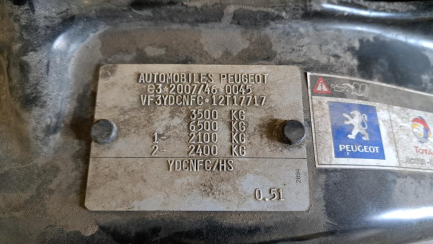 AUTOMOBILES PEUGEOT
e3*2007/46*0045
VF3YDCNFC·12T17717
3500 KG
6500 KG
1- 2100 KG
2- 2400 KG
YDCNFC/HS
0.51
PEUGEOT
TOTAL